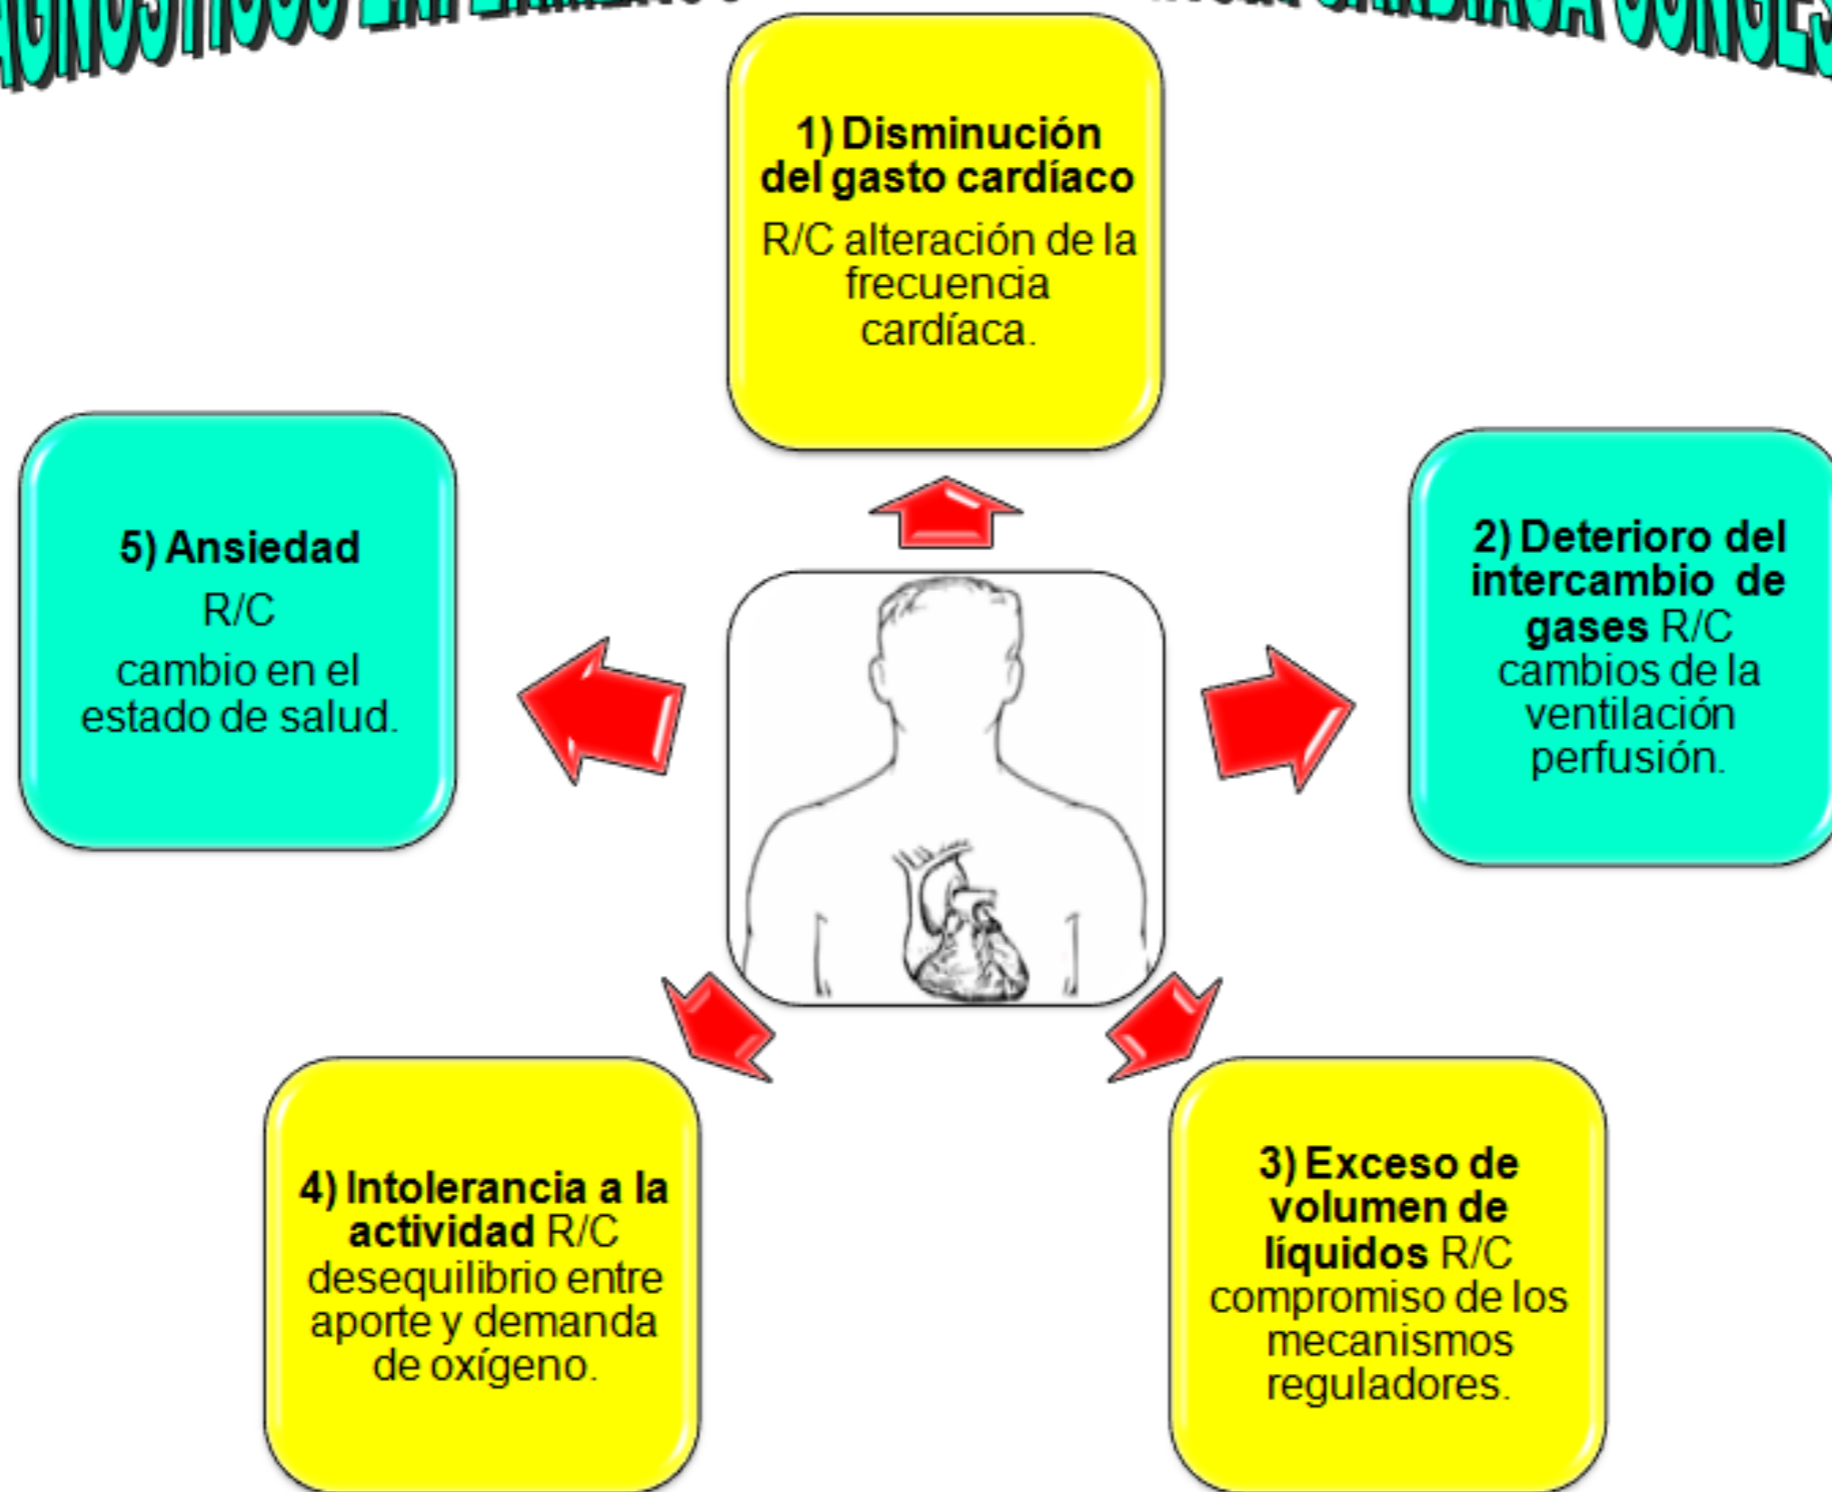 1) Disminución
del gasto cardíaco
R/C alteración de la
frecuencia
cardíaca.
2) Deterioro del
intercambio de
gases R/C
cambios de la
ventilación
perfusión.
3) Exceso de
volumen de
líquidos R/C
compromiso de los
mecanismos
reguladores.
4) Intolerancia a la
actividad R/C
desequilibrio entre
aporte y demanda
de oxígeno.
5) Ansiedad
R/C
cambio en el
estado de salud.